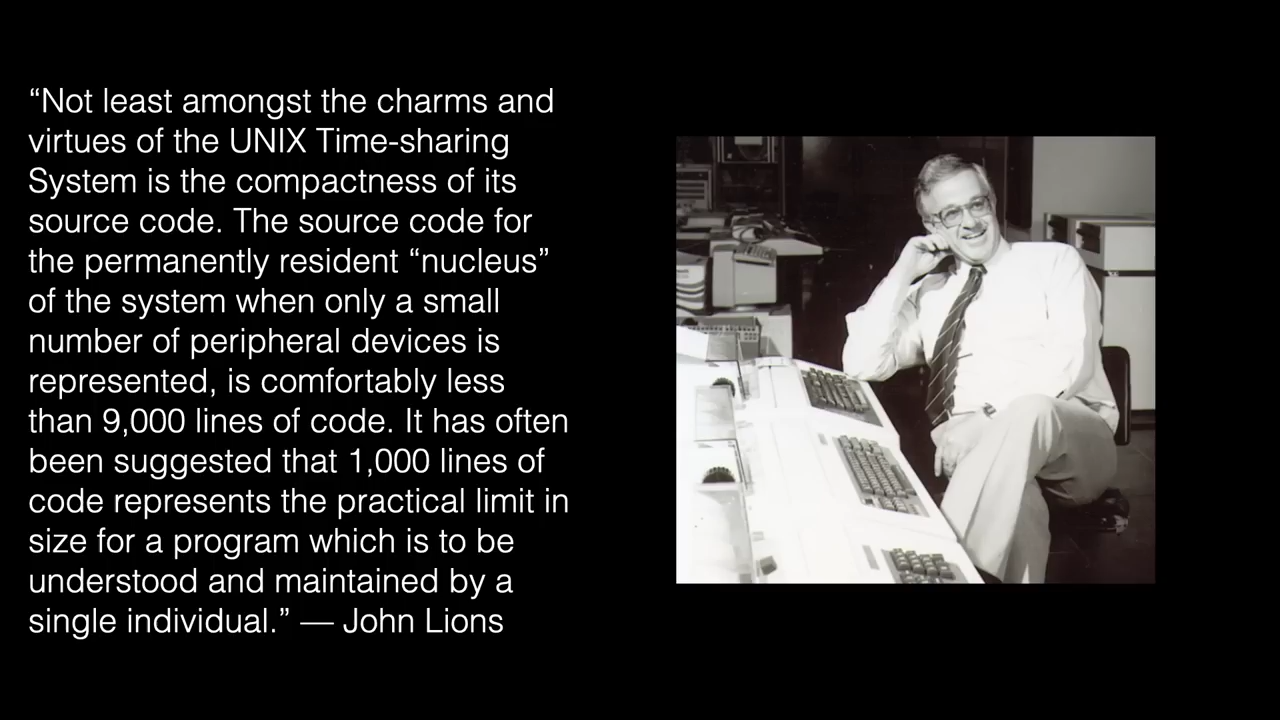 “Not least amongst the charms and
virtues of the UNIX Time-sharing
System is the compactness of its
source code. The source code for
the permanently resident “nucleus”
of the system when only a small
number of peripheral devices is
represented, is comfortably less
than 9,000 lines of code. It has often
been suggested that 1,000 lines of
code represents the practical limit in
size for a program which is to be
understood and maintained by a
single individual.” — John Lions